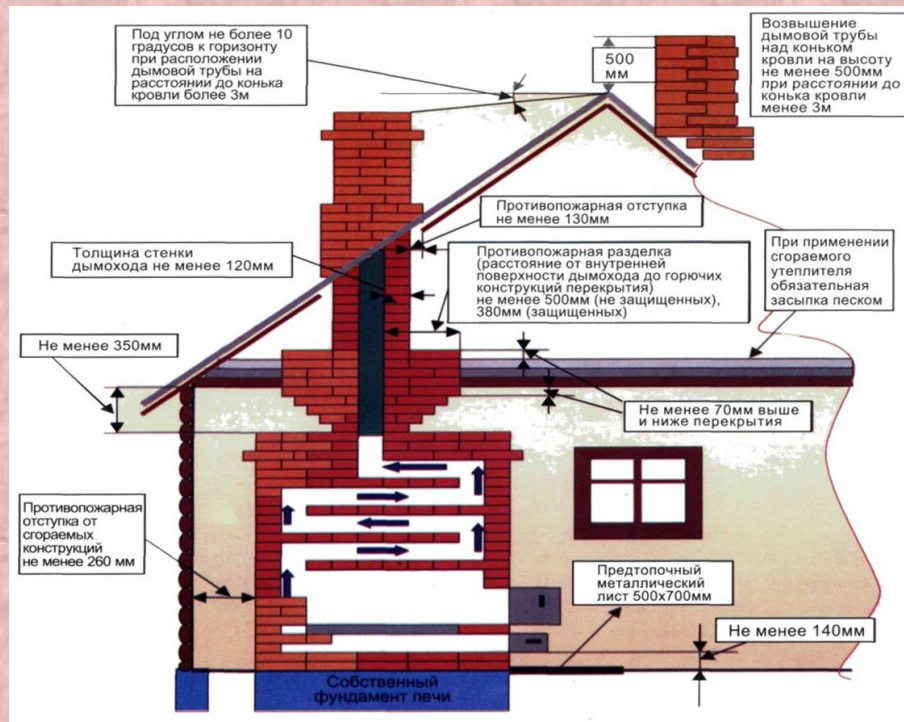 Под углом не более 10
градусов к горизонту
при расположении
дымовой трубы на
расстоянии до конька
кровли более 3м
500
мм
Возвышение
дымовой трубы
над коньком
кровли на высоту
не менее 500мм
при расстоянии до
конька кровли
менее 3м
Противопожарная отступка
не менее 130мм
Толщина стенки
дымохода не менее 120мм
Противопожарная разделка
(расстояние от внутренней
поверхности дымохода до горючих
конструкций перекрытия)
не менее 500мм (не защищенных),
380мм (защищенных)
При применении
сгораемого
утеплителя
обязательная
засыпка песком
Не менее 350мм
Не менее 70мм выше
и ниже перекрытия
Противопожарная
отступка от
сгораемых
конструкций
не менее 260 мм
Предтопочный
металлический
лист 500х700мм
Не менее 140мм
Собственный
фундамент печи